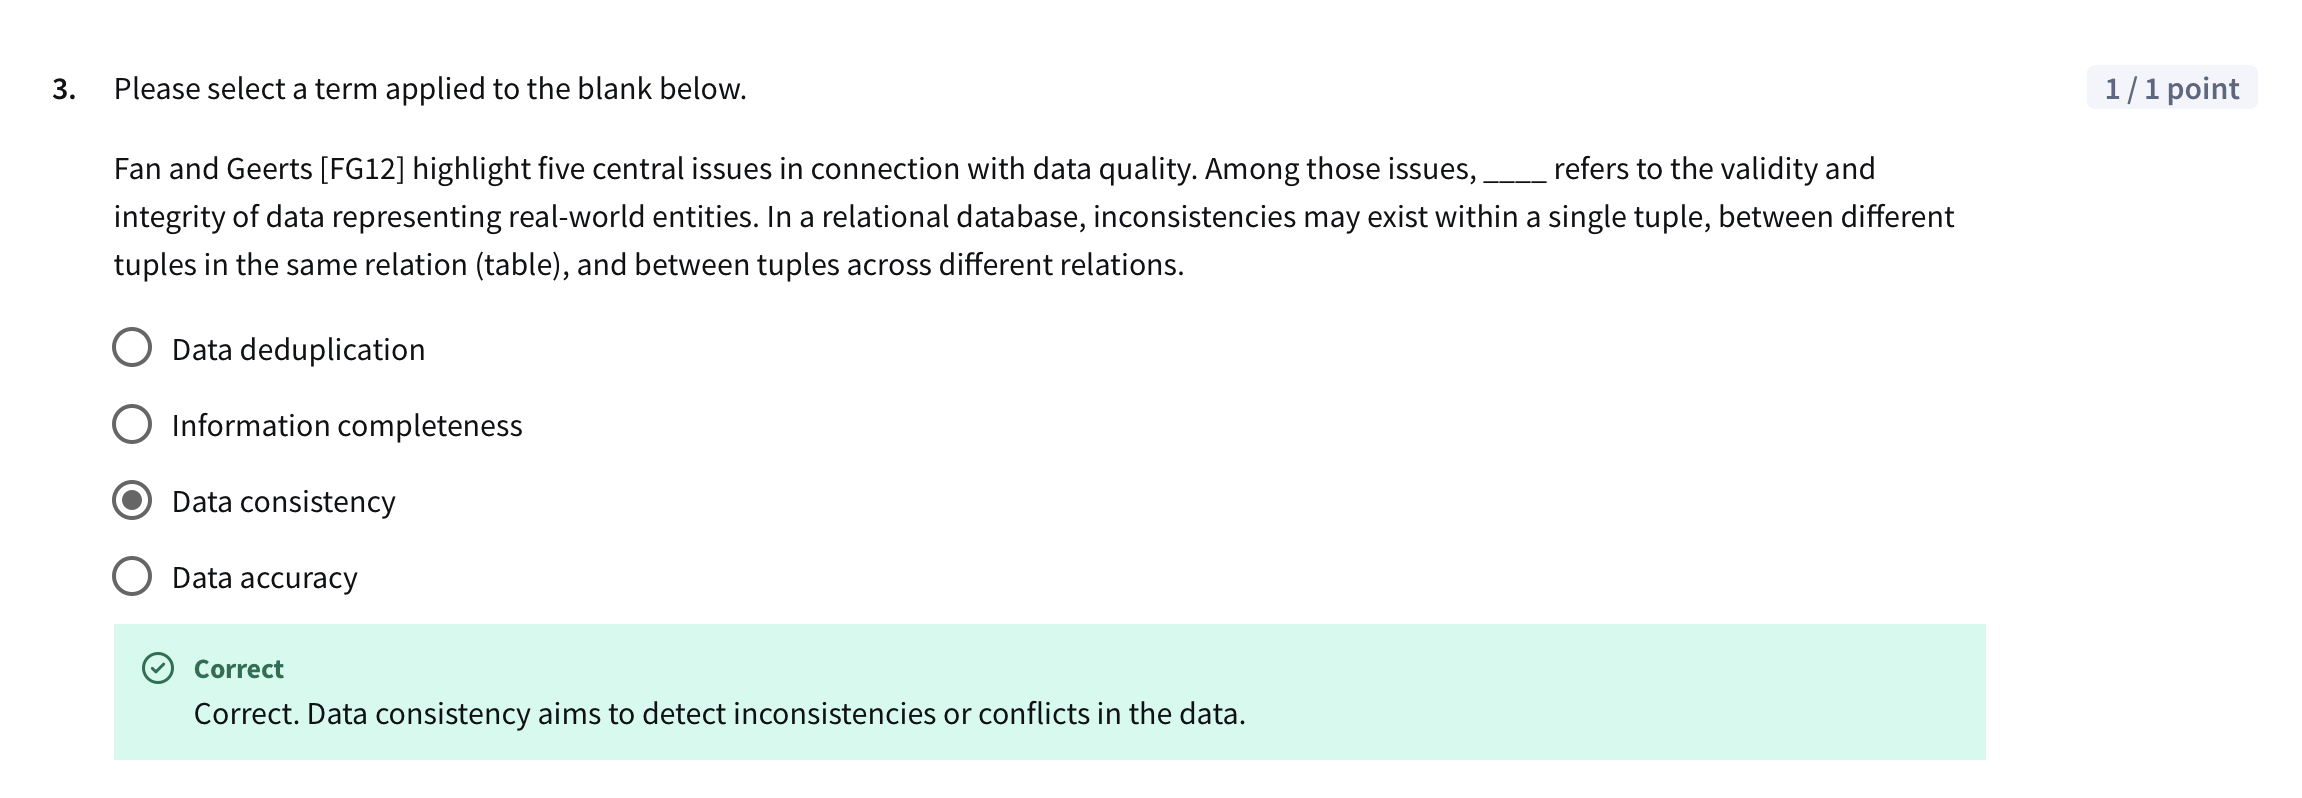 3. Please select a term applied to the blank below.
1 / 1 point
Fan and Geerts [FG12] highlight five central issues in connection with data quality. Among those issues, ____ refers to the validity and
integrity of data representing real-world entities. In a relational database, inconsistencies may exist within a single tuple, between different
tuples in the same relation (table), and between tuples across different relations.
Data deduplication
Information completeness
Data consistency
Data accuracy
Correct
Correct. Data consistency aims to detect inconsistencies or conflicts in the data.